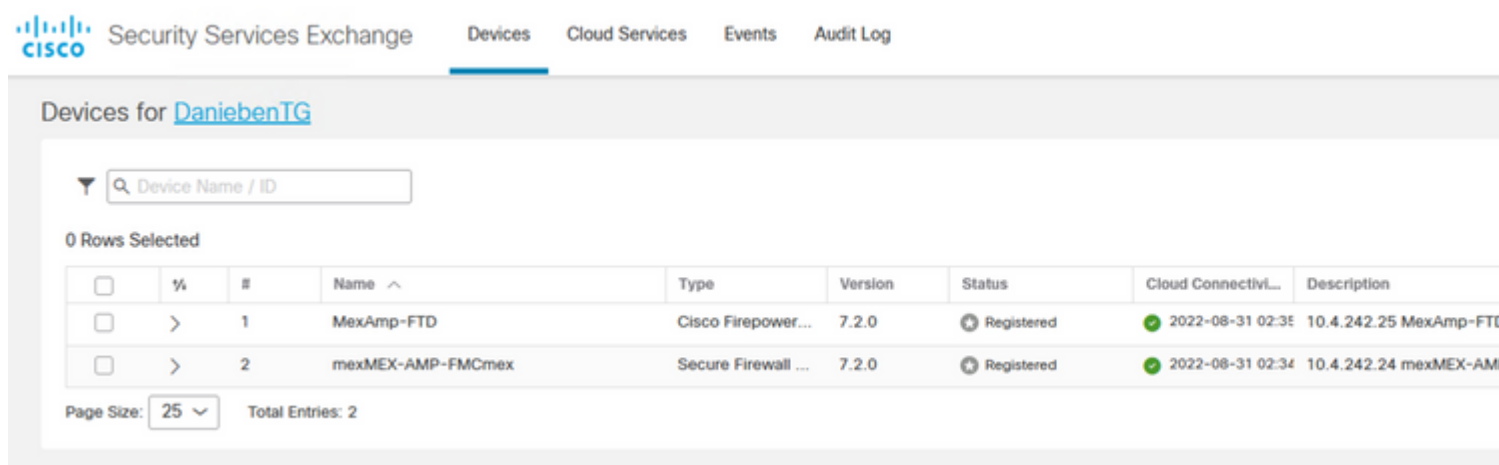 CISCO Security Services Exchange Devices Cloud Services Events Audit Log
Devices for DaniebenTG
Device Name / ID
0 Rows Selected
# Name Type Version Status Cloud Connectivi... Description
1 MexAmp-FTD Cisco Firepower... 7.2.0 Registered 2022-08-31 02:35 10.4.242.25 MexAmp-FTD
2 mexMEX-AMP-FMCmex Secure Firewall ... 7.2.0 Registered 2022-08-31 02:34 10.4.242.24 mexMEX-AM
Page Size: 25 Total Entries: 2